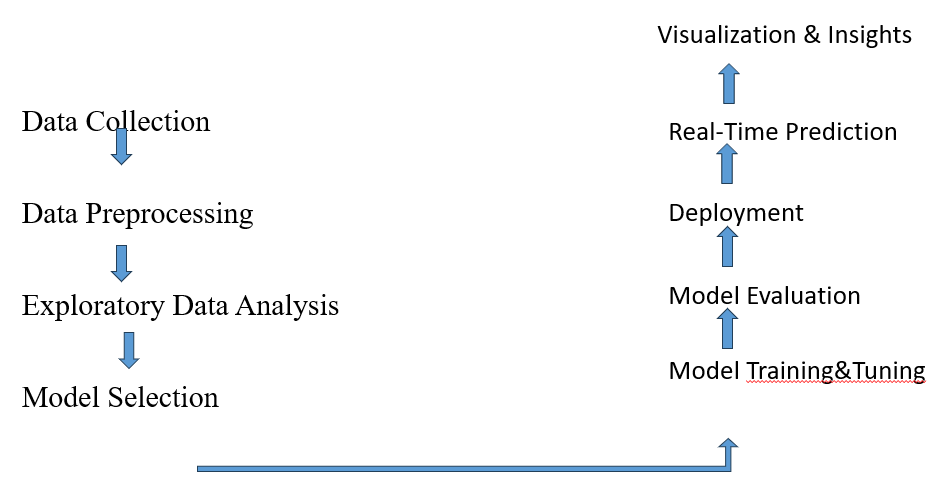 Data Collection
Data Preprocessing
Exploratory Data Analysis
Model Selection
Visualization & Insights
Real-Time Prediction
Deployment
Model Evaluation
Model Training&Tuning